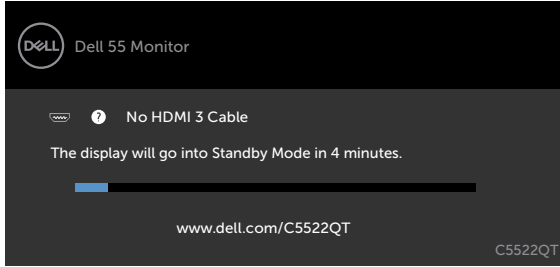 DELL
Dell 55 Monitor
? No HDMI 3 Cable
The display will go into Standby Mode in 4 minutes.
www.dell.com/C5522QT
C5522QT